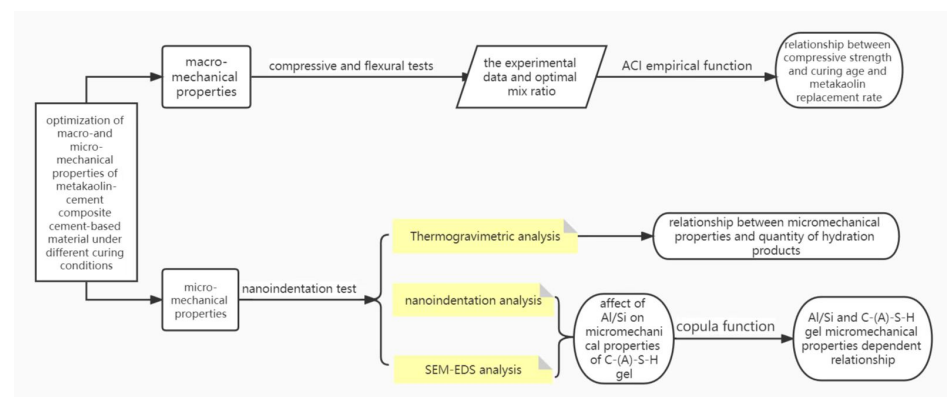 optimization of
macro-and
micro-
mechanical
properties of
metakaolin-
cement
composite
cement-based
material under
different curing
conditions
macro-
mechanical
properties
compressive and flexural tests
the experimental
data and optimal
mix ratio
ACI empirical function
relationship between
compressive strength
and curing age and
metakaolin
replacement rate
micro-
mechanical
properties
nanoindentation test
Thermogravimetric analysis
relationship between micromechanical
properties and quantity of hydration
products
nanoindentation analysis
SEM-EDS analysis
affect of
Al/Si on
micromechani
cal properties
of C-(A)-S-H
gel
copula function
Al/Si and C-(A)-S-H
gel micromechanical
properties dependent
relationship